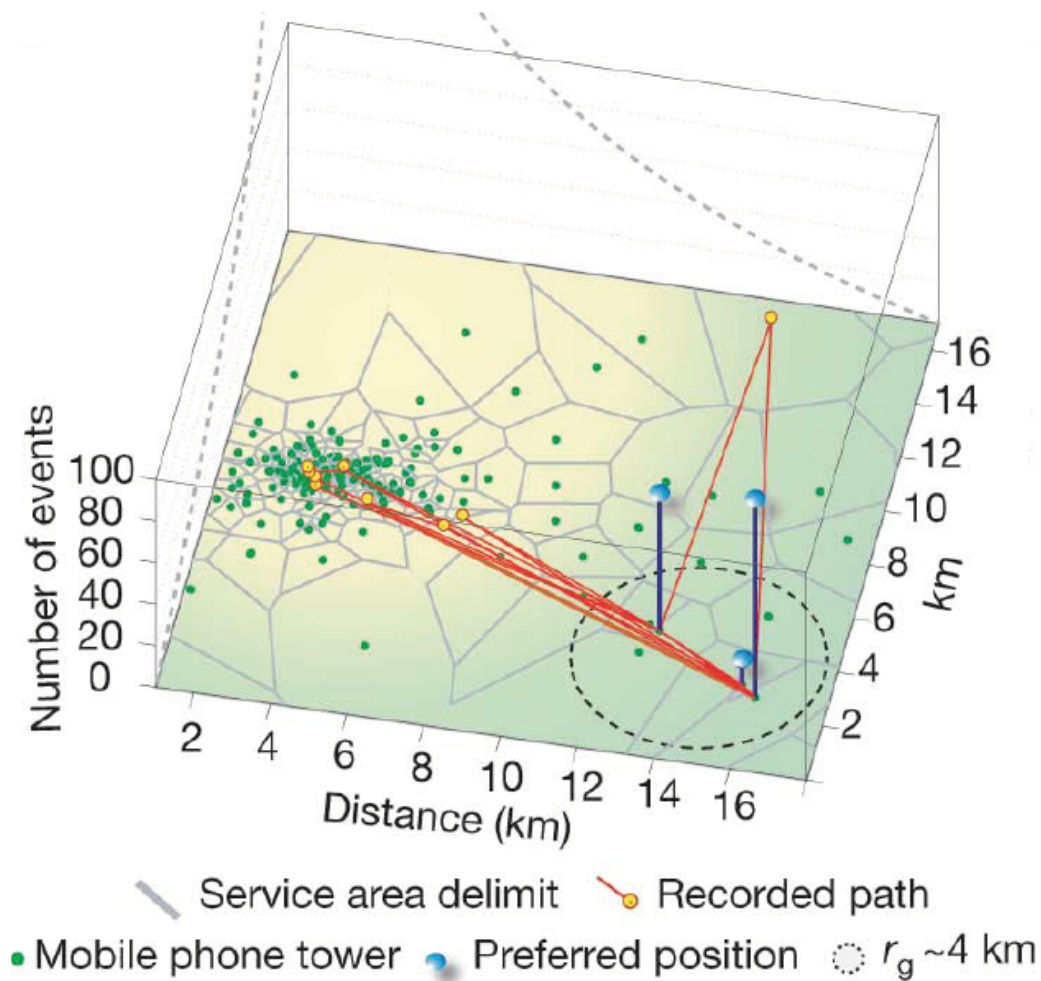 Number of events
100
80
60
40
20
0
2
4
6
8
10
12
14
16
Distance (km)
16
14
12
10
8
6
4
2
km
Service area delimit
Recorded path
Mobile phone tower
Preferred position
rg ~4 km